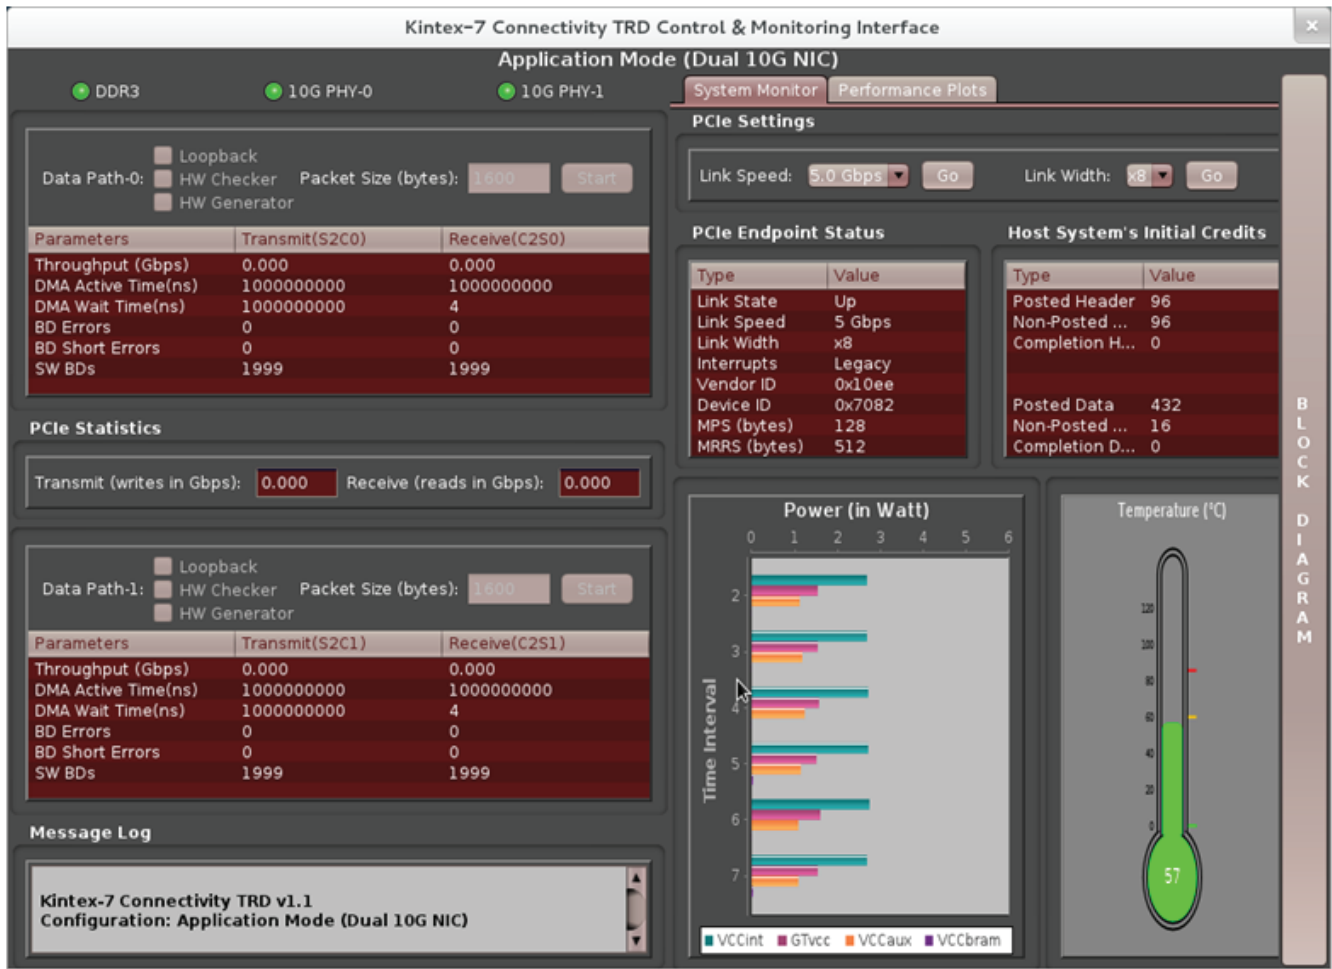 Kintex-7 Connectivity TRD Control & Monitoring Interface
Application Mode (Dual 10G NIC)
DDR3 10G PHY-0 10G PHY-1
System Monitor Performance Plots
Loopback
Data Path-0: HW Checker Packet Size (bytes): 1600 Start
HW Generator
Parameters Transmit(S2C0) Receive(C2S0)
Throughput (Gbps) 0.000 0.000
DMA Active Time(ns) 1000000000 1000000000
DMA Wait Time(ns) 1000000000 4
BD Errors 0 0
BD Short Errors 0 0
SW BDs 1999 1999
PCIe Statistics
Transmit (writes in Gbps): 0.000 Receive (reads in Gbps): 0.000
Loopback
Data Path-1: HW Checker Packet Size (bytes): 1600 Start
HW Generator
Parameters Transmit(S2C1) Receive(C2S1)
Throughput (Gbps) 0.000 0.000
DMA Active Time(ns) 1000000000 1000000000
DMA Wait Time(ns) 1000000000 4
BD Errors 0 0
BD Short Errors 0 0
SW BDs 1999 1999
Message Log
Kintex-7 Connectivity TRD v1.1
Configuration: Application Mode (Dual 10G NIC)
PCIe Settings
Link Speed: 5.0 Gbps Go Link Width: x8 Go
PCIe Endpoint Status
Type Value
Link State Up
Link Speed 5 Gbps
Link Width x8
Interrupts Legacy
Vendor ID 0x10ee
Device ID 0x7082
MPS (bytes) 128
MRRS (bytes) 512
Host System's Initial Credits
Type Value
Posted Header 96
Non-Posted ... 96
Completion H... 0
Posted Data 432
Non-Posted ... 16
Completion D... 0
Power (in Watt)
0 1 2 3 4 5 6
2
3
4
5
6
7
Time Interval
VCCint GTvcc VCCaux VCCbram
Temperature (°C)
120
100
80
60
40
20
0
57
BLOCK DIAGRAM